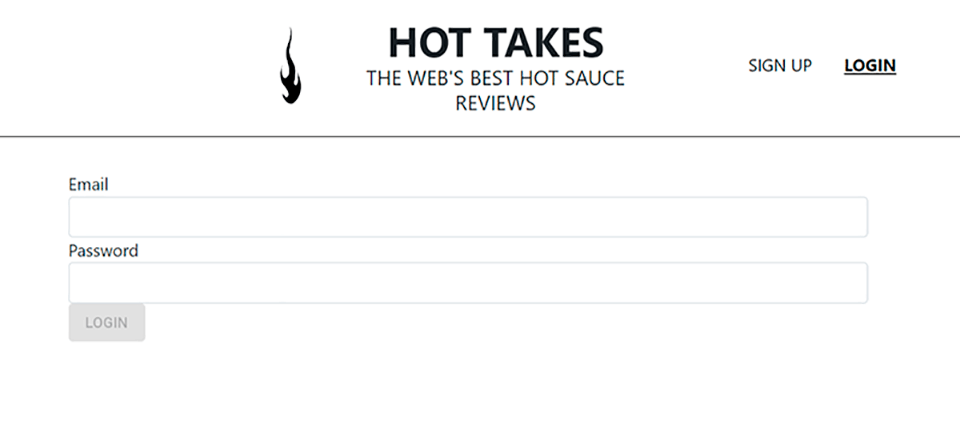 HOT TAKES
THE WEB'S BEST HOT SAUCE
REVIEWS
SIGN UP
LOGIN
Email
Password
LOGIN